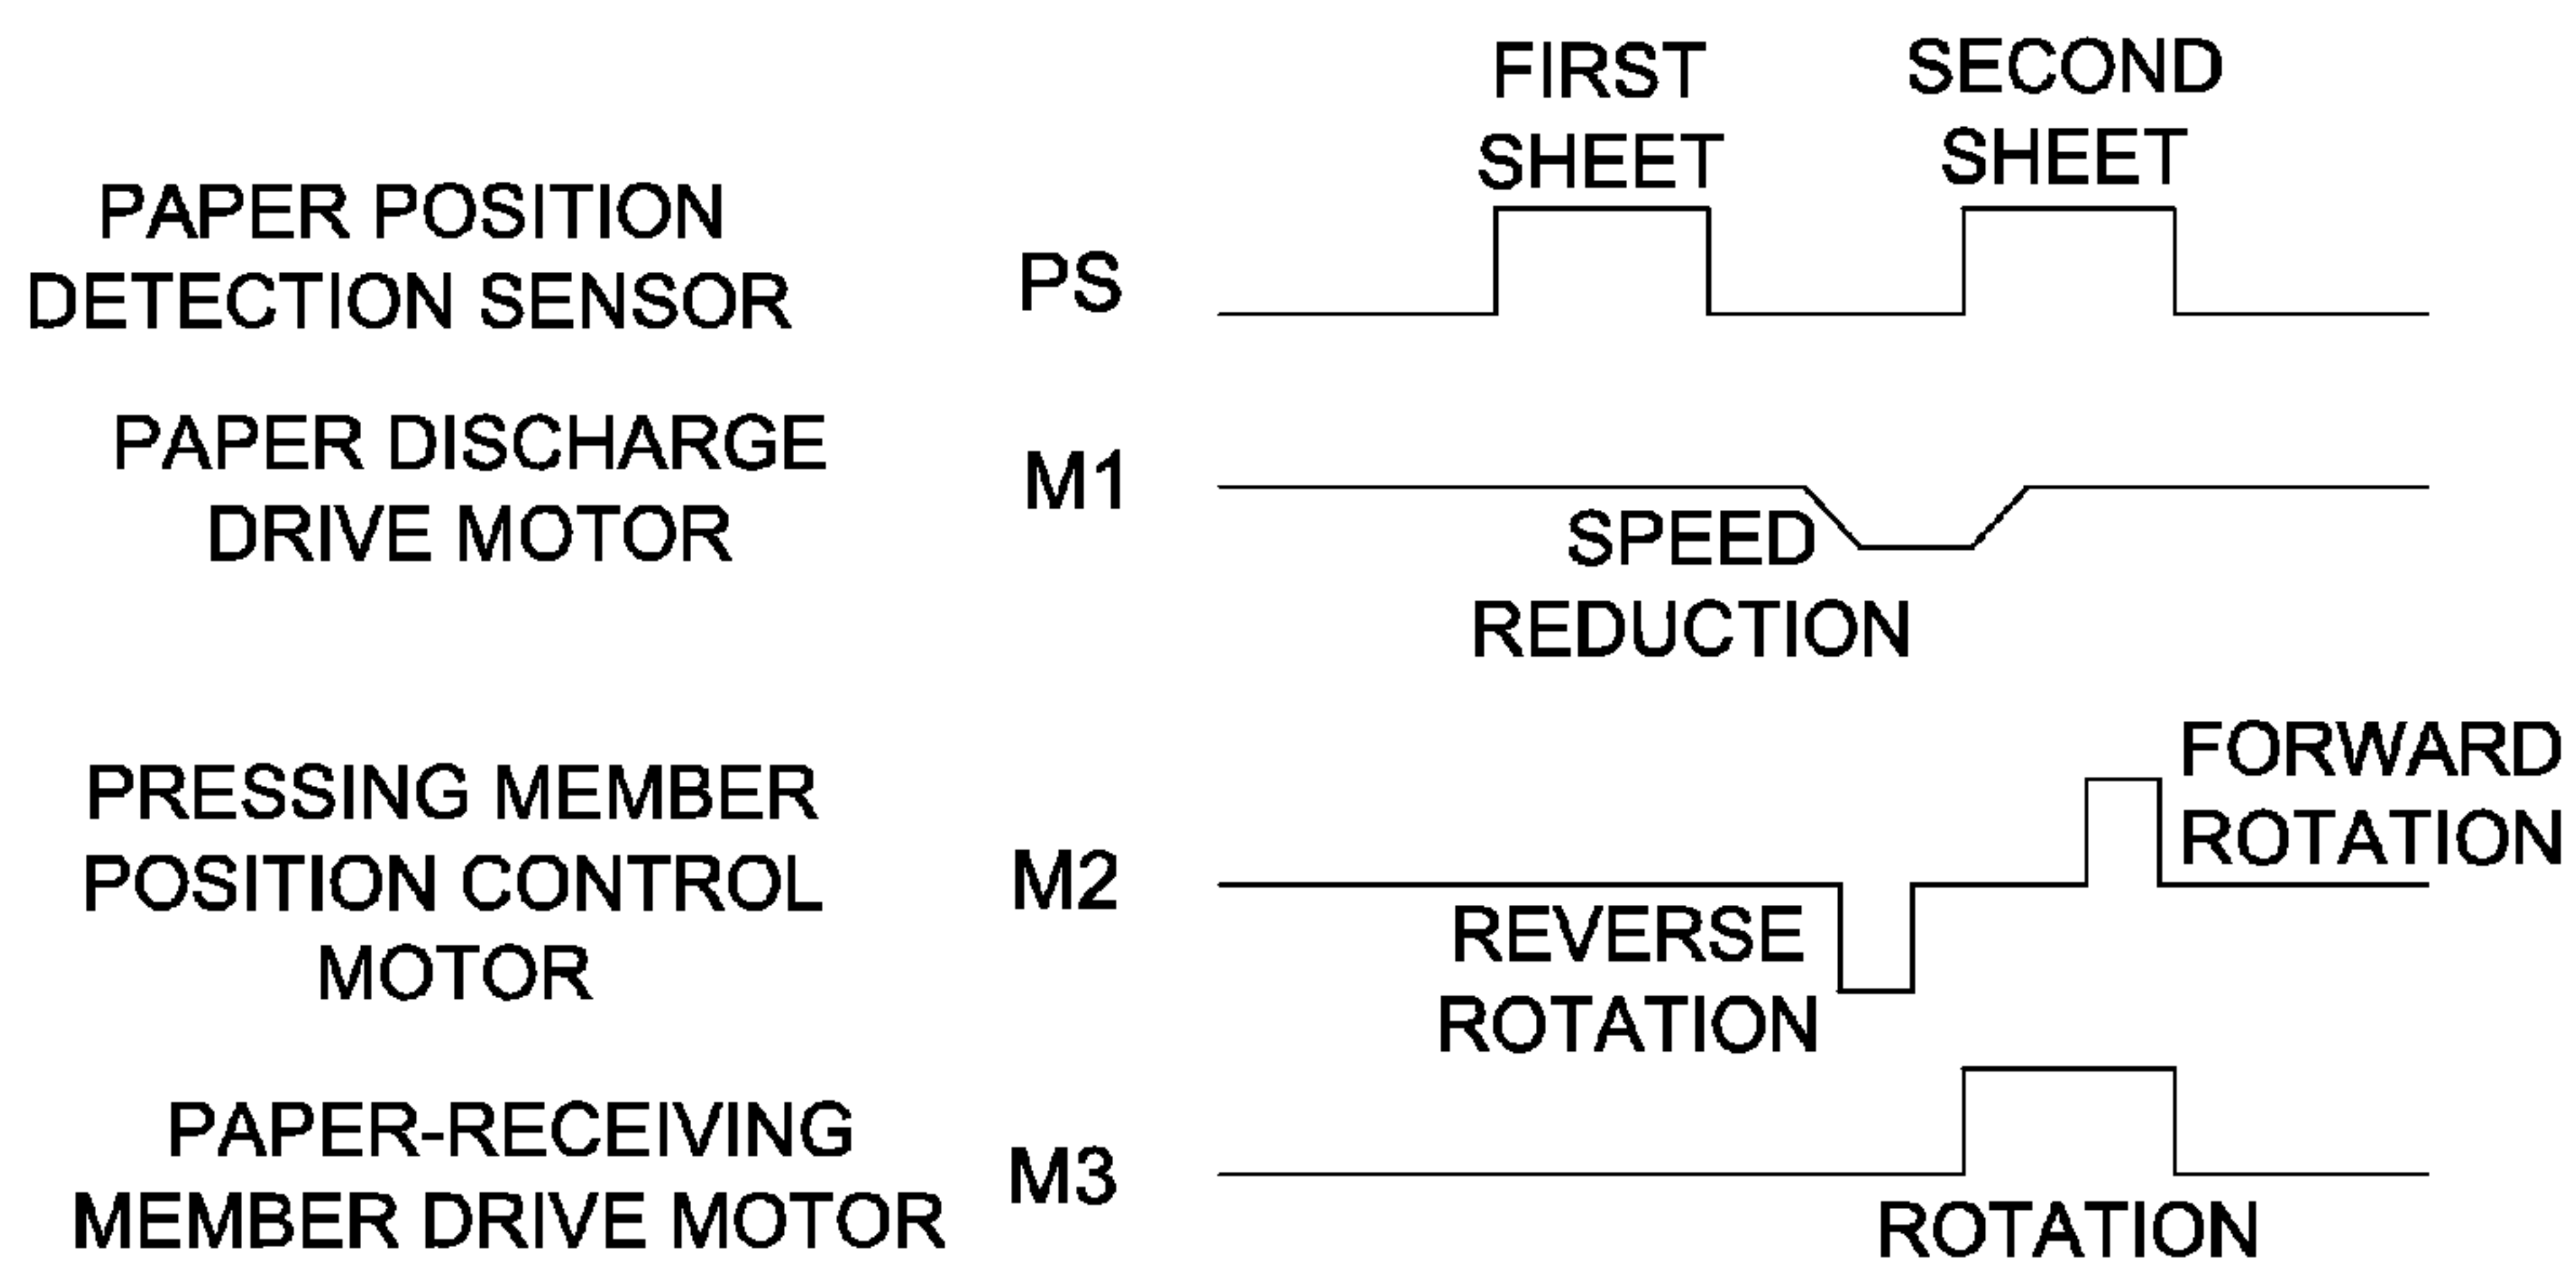 FIRST
SHEET
SECOND
SHEET
PAPER POSITION
DETECTION SENSOR
PS
PAPER DISCHARGE
DRIVE MOTOR
M1
SPEED
REDUCTION
PRESSING MEMBER
POSITION CONTROL
MOTOR
M2
REVERSE
ROTATION
FORWARD
ROTATION
PAPER-RECEIVING
MEMBER DRIVE MOTOR
M3
ROTATION